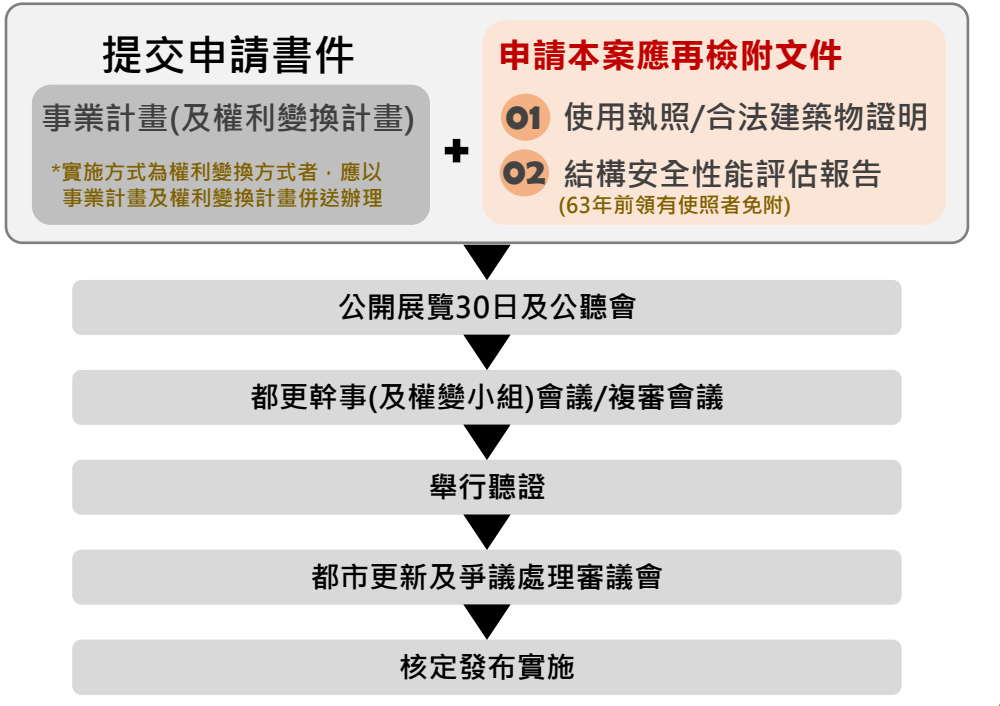 提交申請書件
事業計畫(及權利變換計畫)
*實施方式為權利變換方式者，應以
事業計畫及權利變換計畫併送辦理
+
申請本案應再檢附文件
01 使用執照/合法建築物證明
02 結構安全性能評估報告
(63年前領有使照者免附)
公開展覽30日及公聽會
都更幹事(及權變小組)會議/複審會議
舉行聽證
都市更新及爭議處理審議會
核定發布實施